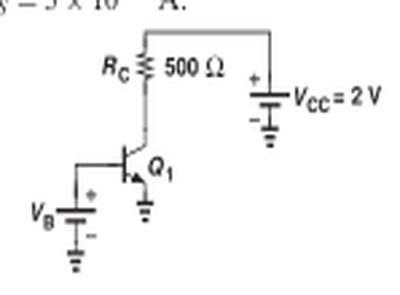 A.
R_C 500 Ω
+
V_CC = 2 V
-
Q_1
+
V_B
-